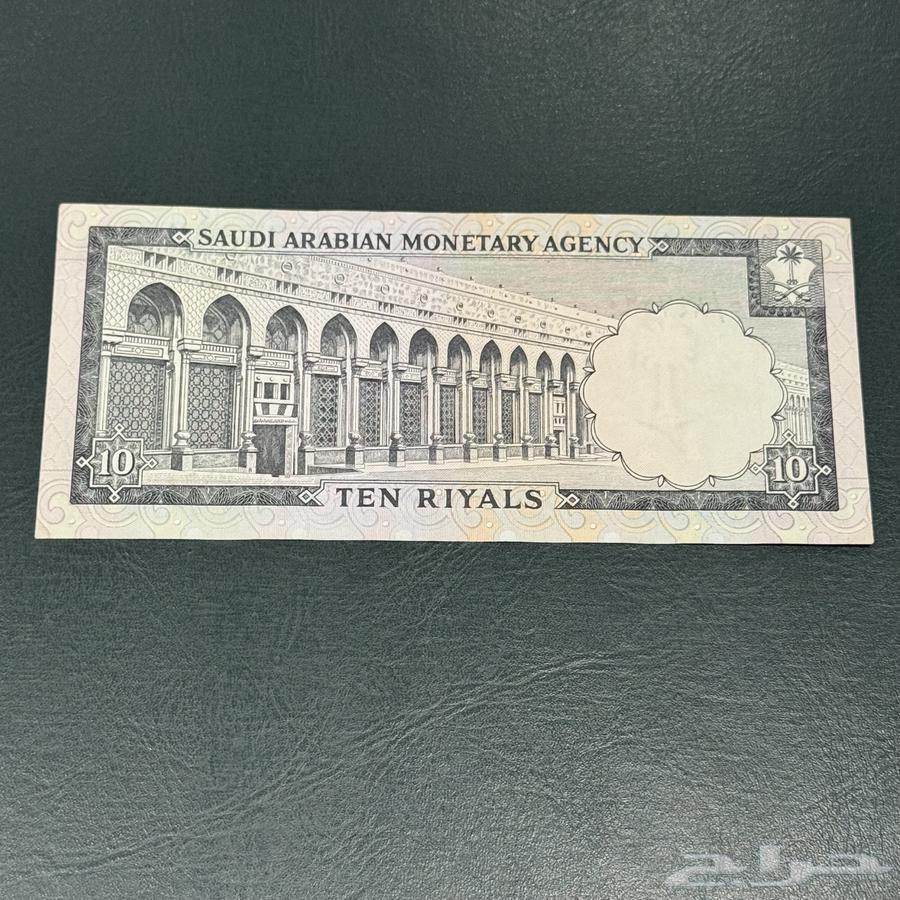 SAUDI ARABIAN MONETARY AGENCY
10
10
TEN RIYALS
حراج